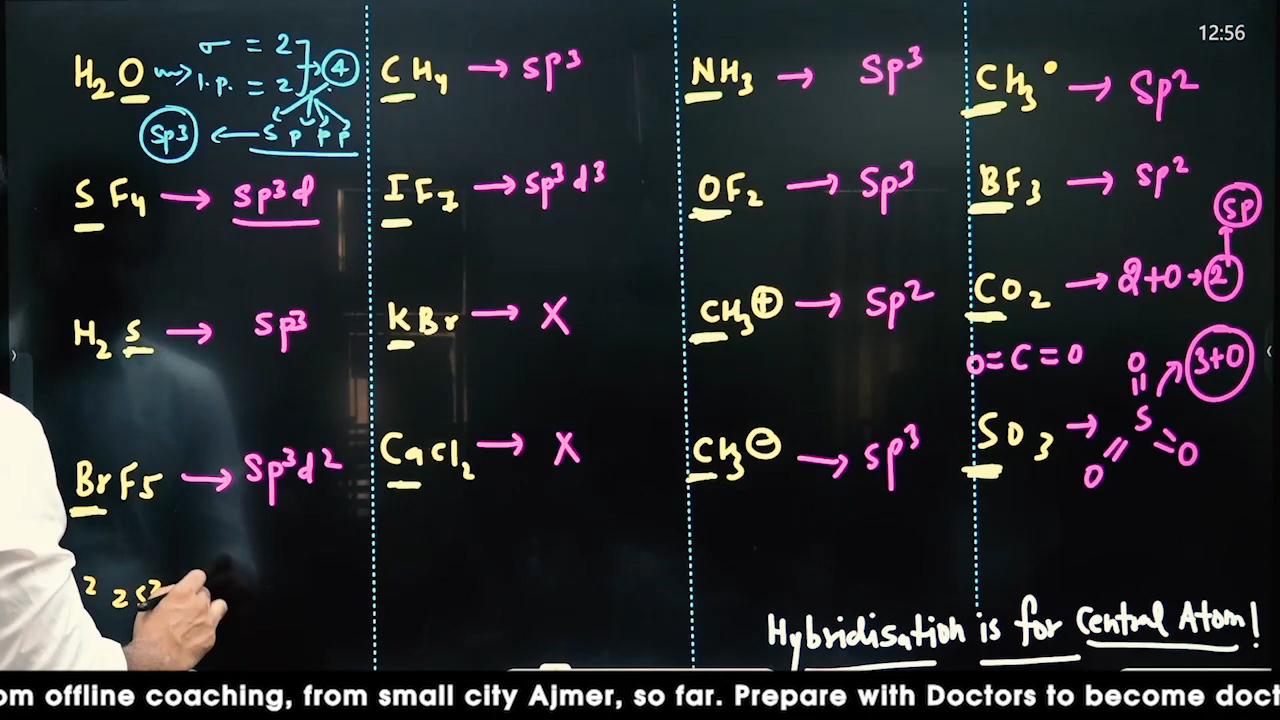 12:56
H2O ⟿ σ = 2
l.p. = 2
→ 4
s p p p
sp3 ←
SF4 → sp3d
H2S → sp3
BrF5 → sp3d2
2 2s2
CH4 → sp3
IF7 → sp3d3
KBr → X
CaCl2 → X
NH3 → sp3
OF2 → sp3
CH3⊕ → sp2
CH3⊖ → sp3
CH3• → sp2
BF3 → sp2
sp
CO2 → 2+0 → 2
O=C=O
SO3 → O
S
O O
3+0
Hybridisation is for Central Atom!
om offline coaching, from small city Ajmer, so far. Prepare with Doctors to become doct